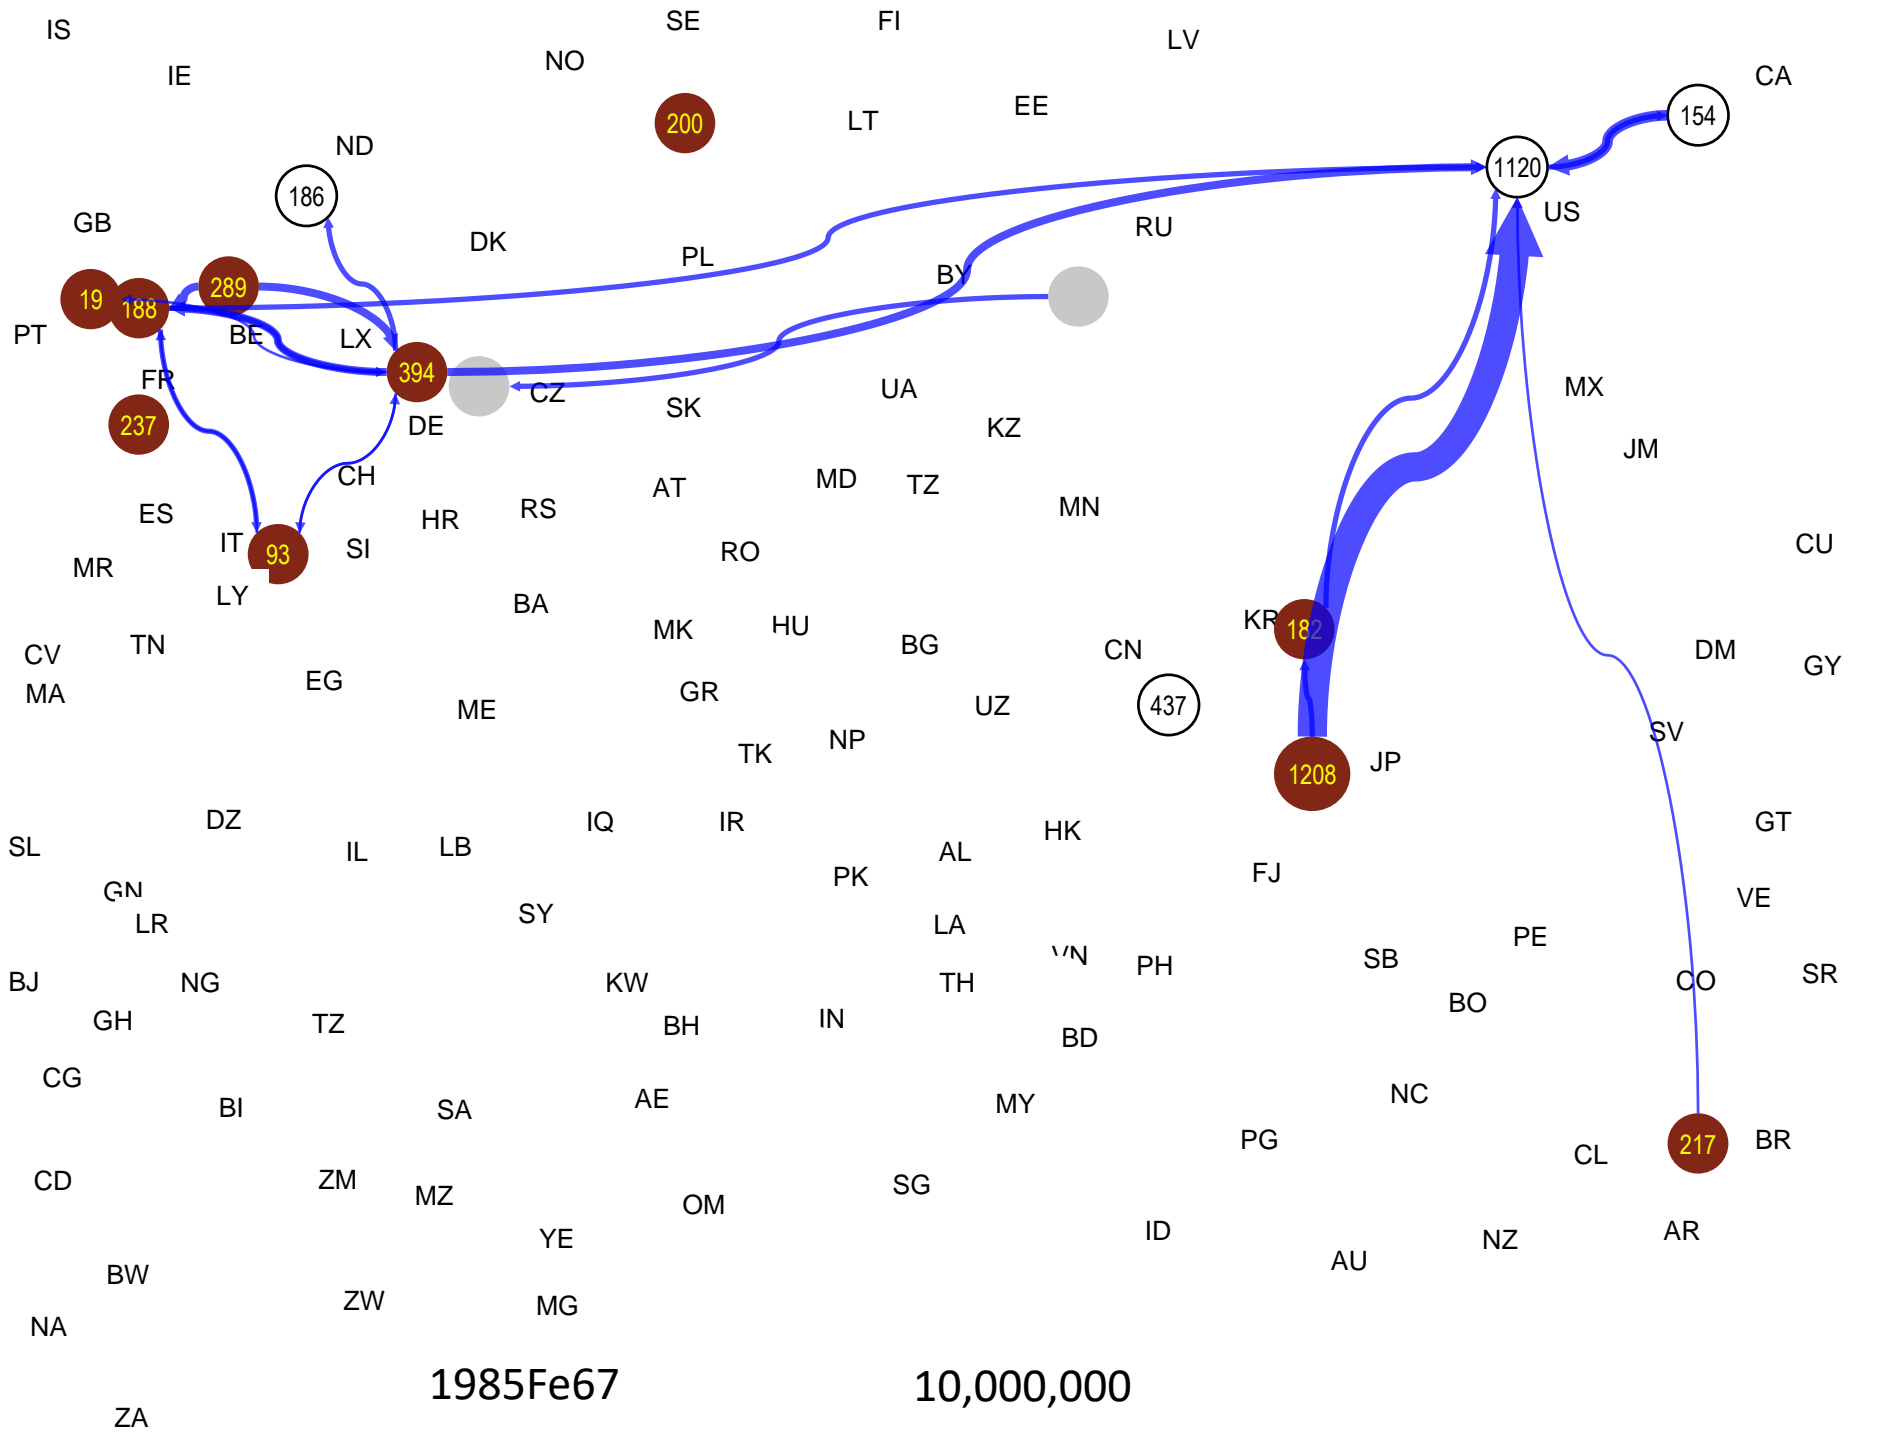 IS
SE
FI
LV
NO
IE
CA
LT
EE
154
200
ND
1120
186
US
GB
RU
DK
PL
BY
289
19
188
PT
BE
LX
394
CZ
UA
MX
FR
SK
237
DE
KZ
JM
CH
AT
MD
TZ
MN
ES
HR
RS
IT
93
SI
RO
CU
MR
LY
BA
KR
182
MK
HU
BG
CN
TN
CV
DM
GY
MA
EG
GR
ME
UZ
437
SV
TK
NP
JP
1208
DZ
IQ
IR
HK
GT
SL
IL
LB
AL
PK
FJ
GN
VE
LR
SY
LA
PE
VN
PH
SB
SR
BJ
NG
KW
TH
CO
BO
GH
TZ
BH
IN
BD
CG
NC
BI
SA
AE
MY
PG
217
BR
CL
CD
ZM
MZ
SG
OM
ID
AR
YE
NZ
AU
BW
ZW
MG
NA
1985Fe67
10,000,000
ZA